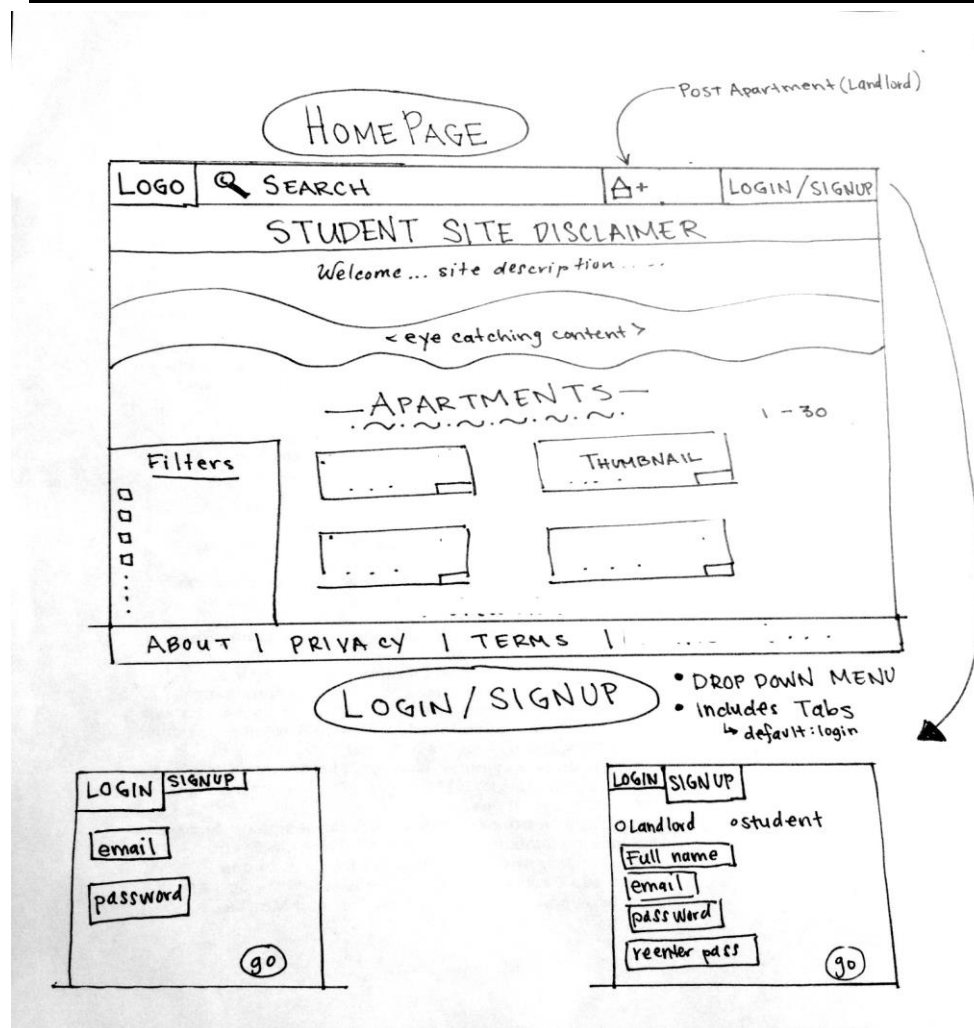 Post Apartment (Landlord)
HOME PAGE
LOGO SEARCH + LOGIN/SIGNUP
STUDENT SITE DISCLAIMER
Welcome... site description.....
< eye catching content >
—APARTMENTS—
1 - 30
Filters
THUMBNAIL
ABOUT | PRIVACY | TERMS |
LOGIN / SIGNUP
• DROP DOWN MENU
• includes Tabs
↳ default: login
LOGIN SIGNUP
email
password
go
LOGIN SIGNUP
Landlord student
Full name
email
password
reenter pass
go